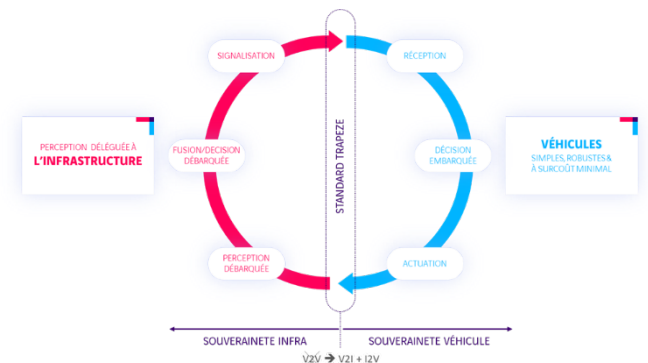 SIGNALISATION
RÉCEPTION
PERCEPTION DÉLÉGUÉE À
L'INFRASTRUCTURE
FUSION/DECISION
DÉBARQUÉE
STANDARD TRAPEZE
DÉCISION
EMBARQUÉE
VÉHICULES
SIMPLES, ROBUSTES &
À SURCOÛT MINIMAL
PERCEPTION
DÉBARQUÉE
ACTUATION
SOUVERAINETE INFRA
SOUVERAINETE VÉHICULE
V2V → V2I + I2V